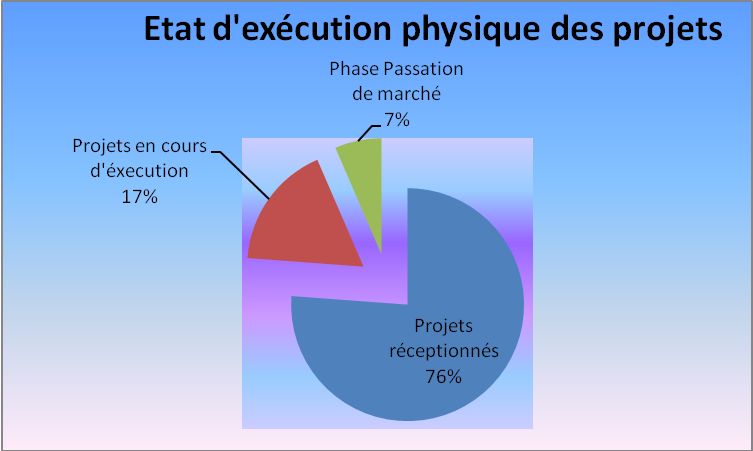 Etat d'exécution physique des projets
Phase Passation
de marché
7%
Projets en cours
d'éxecution
17%
Projets
réceptionnés
76%